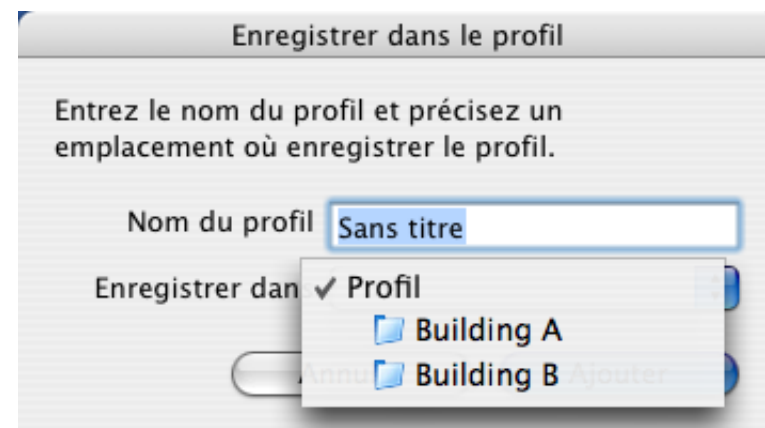 Enregistrer dans le profil
Entrez le nom du profil et précisez un
emplacement où enregistrer le profil.
Nom du profil Sans titre
Enregistrer dan ✓ Profil
Building A
Building B
Ajouter